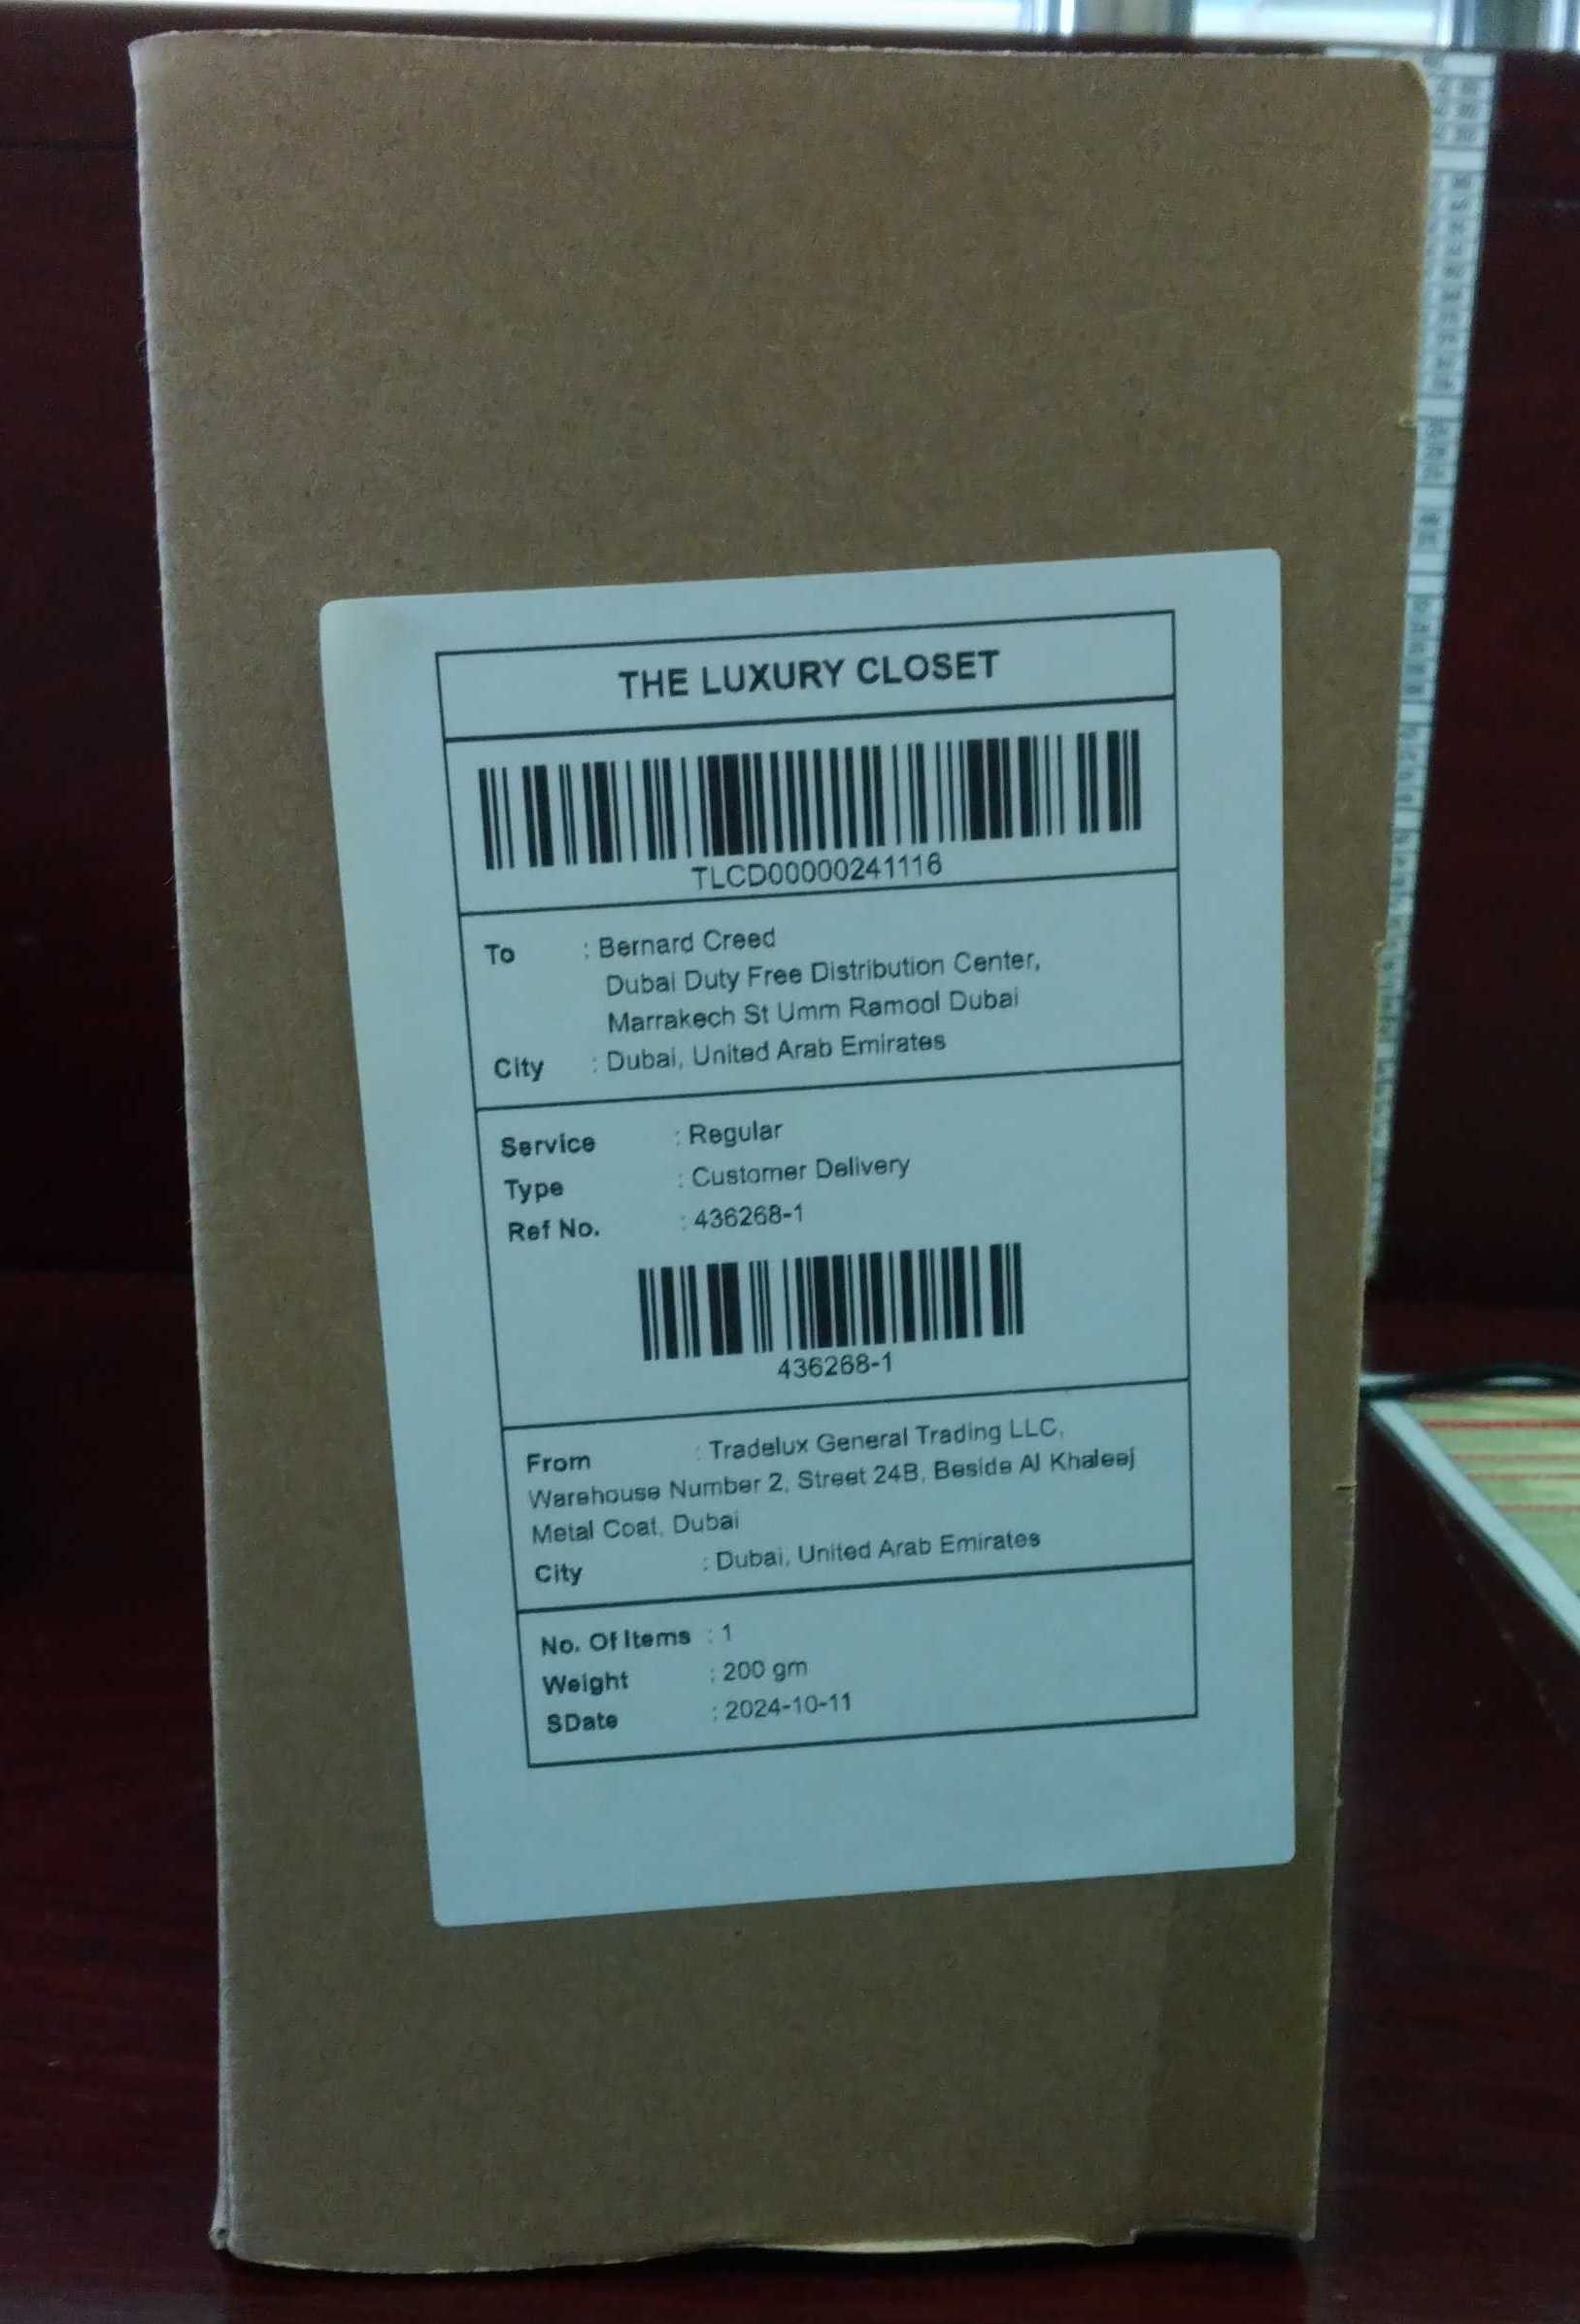 THE LUXURY CLOSET
TLCD00000241116
To : Bernard Creed
Dubai Duty Free Distribution Center,
Marrakech St Umm Ramool Dubai
City : Dubai, United Arab Emirates
Service : Regular
Type : Customer Delivery
Ref No. : 436268-1
436268-1
From : Tradelux General Trading LLC,
Warehouse Number 2, Street 24B, Beside Al Khaleej
Metal Coat, Dubai
City : Dubai, United Arab Emirates
No. Of Items : 1
Weight : 200 gm
SDate : 2024-10-11